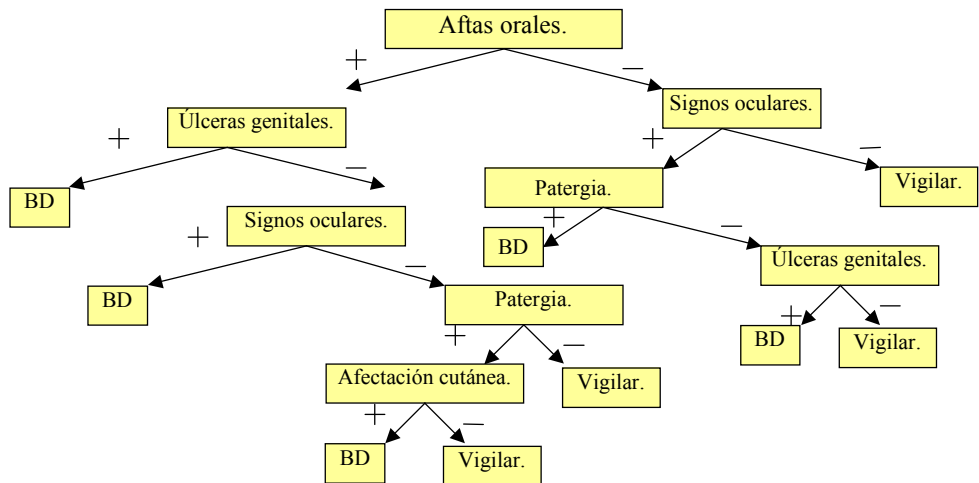 Aftas orales.
+
—
Úlceras genitales.
Signos oculares.
+
—
+
—
BD
Patergia.
Vigilar.
Signos oculares.
+
—
+
—
BD
Úlceras genitales.
BD
Patergia.
+
—
+
—
BD
Vigilar.
Afectación cutánea.
Vigilar.
+
—
BD
Vigilar.